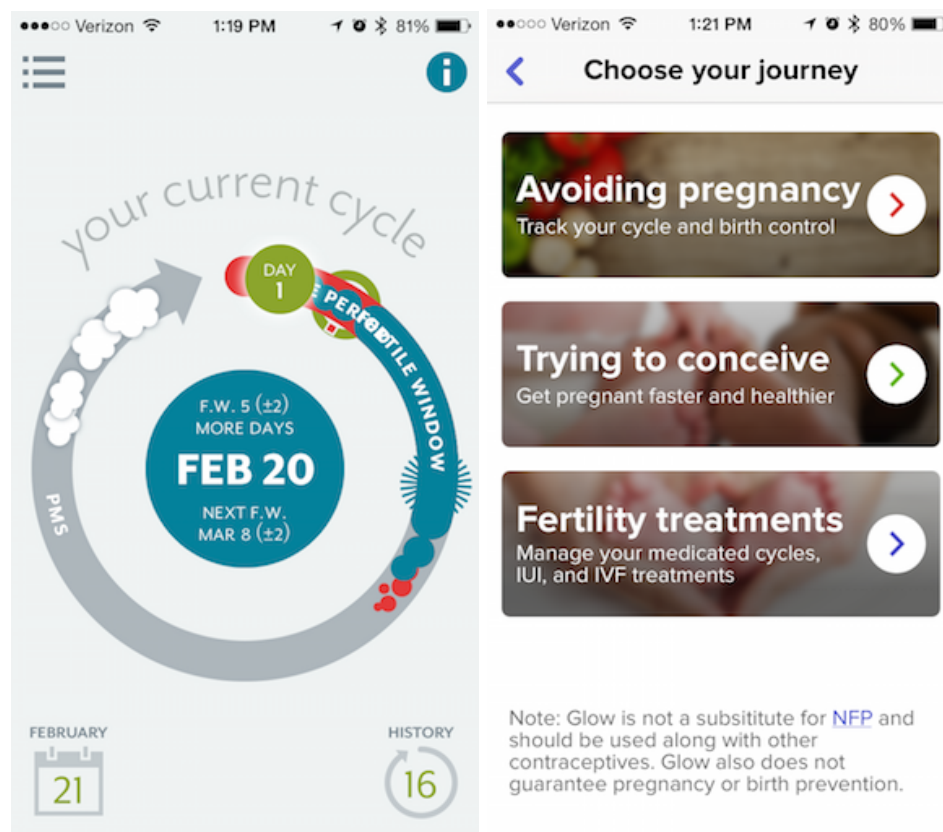 Verizon 1:19 PM 81%
your current cycle
DAY
1
FERTILE WINDOW
PMS
F.W. 5 (±2)
MORE DAYS
FEB 20
NEXT F.W.
MAR 8 (±2)
FEBRUARY
21
HISTORY
16
Verizon 1:21 PM 80%
Choose your journey
Avoiding pregnancy
Track your cycle and birth control
Trying to conceive
Get pregnant faster and healthier
Fertility treatments
Manage your medicated cycles,
IUI, and IVF treatments
Note: Glow is not a subsititute for NFP and
should be used along with other
contraceptives. Glow also does not
guarantee pregnancy or birth prevention.